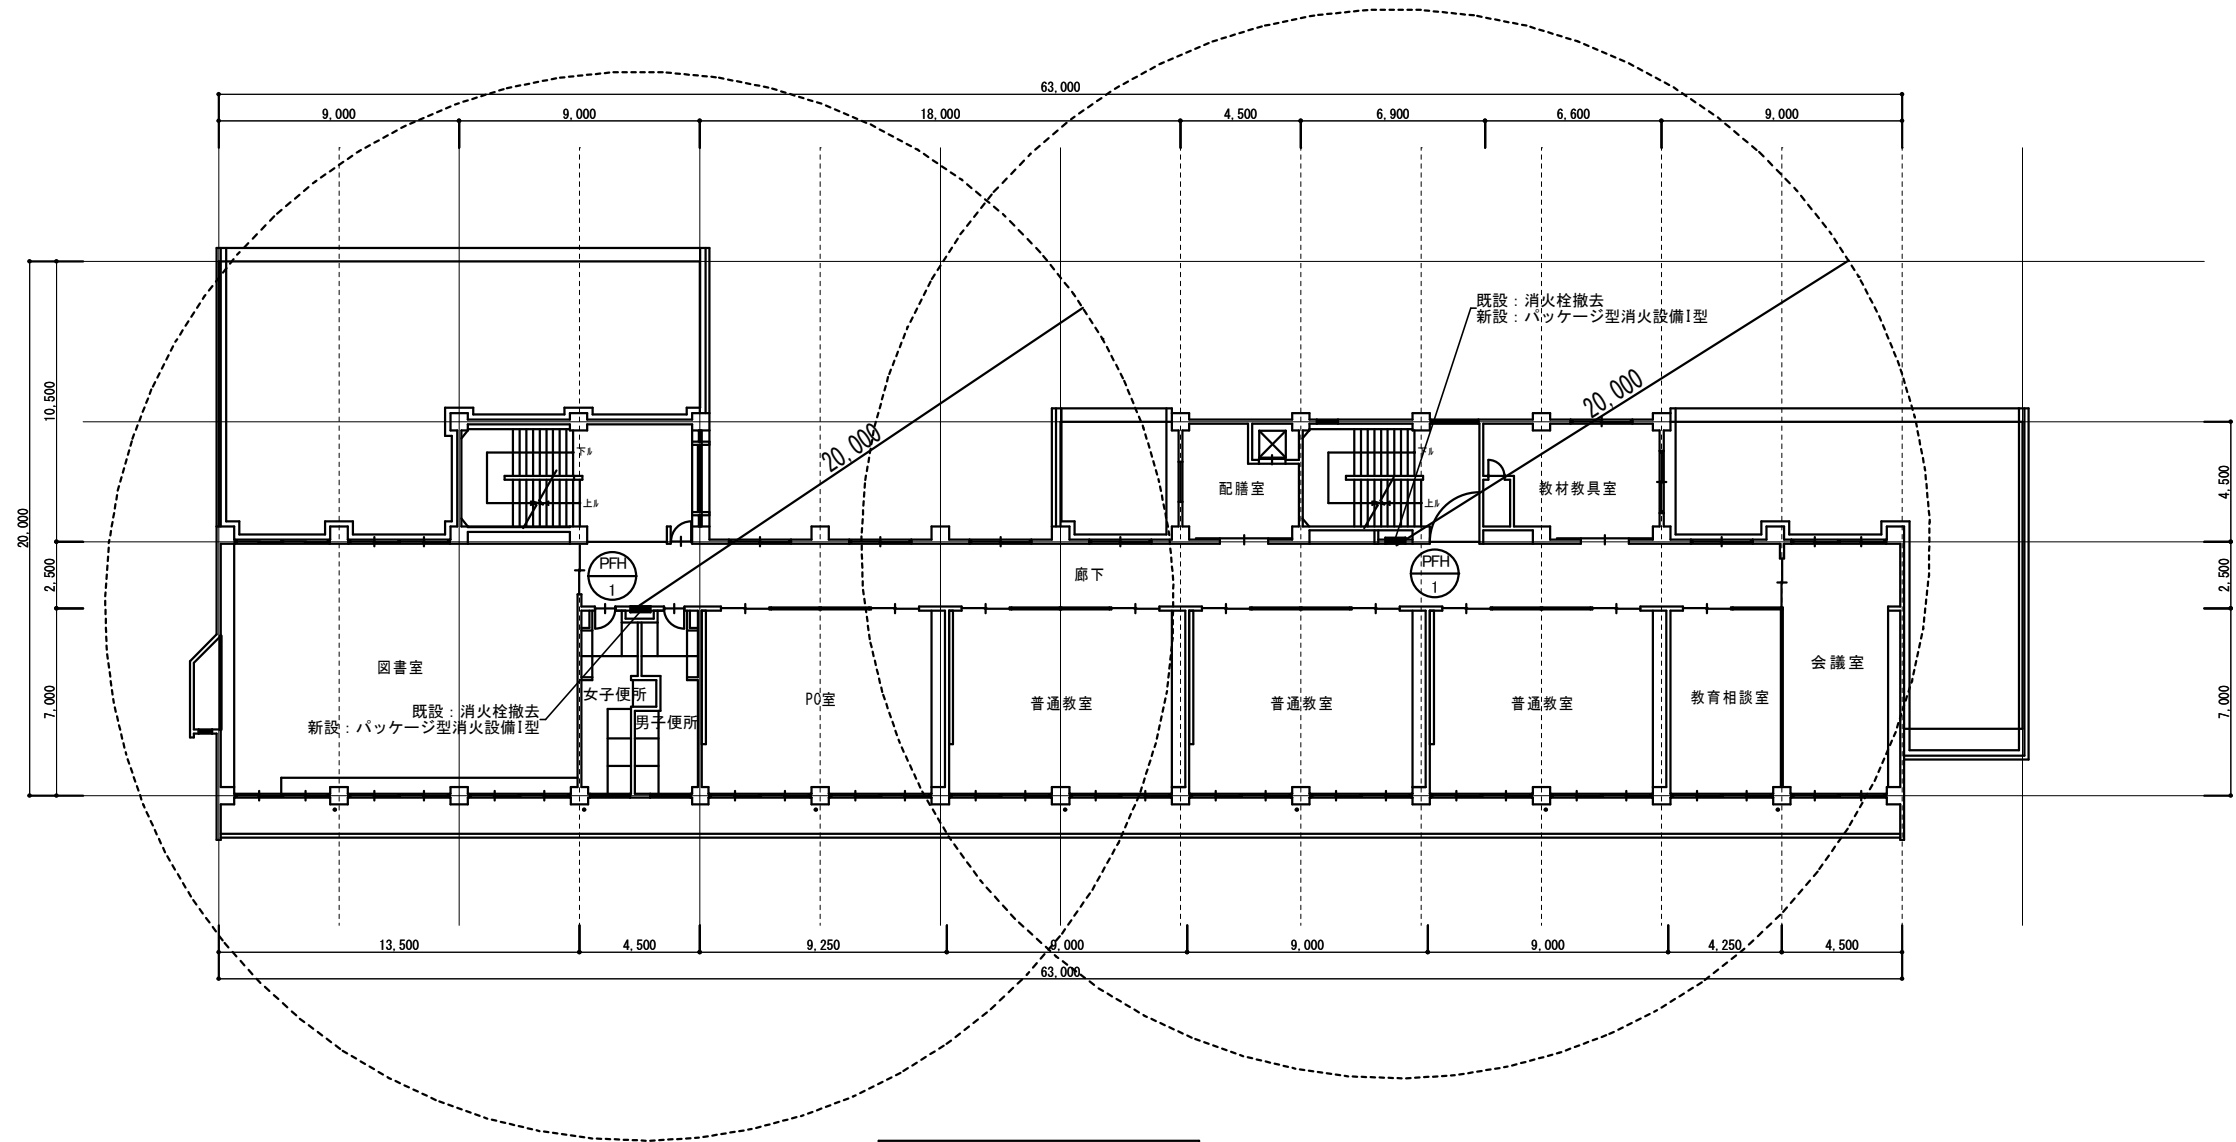 63,000
9,000
9,000
18,000
4,500
6,900
6,600
9,000
既設：消火栓撤去
新設：パッケージ型消火設備I型
20,000
20,000
10,500
20,000
2,500
7,000
4,500
2,500
7,000
下ル
上ル
下ル
上ル
配膳室
教材教具室
PFH
1
廊下
PFH
1
図書室
女子便所
男子便所
既設：消火栓撤去
新設：パッケージ型消火設備I型
PC室
普通教室
普通教室
普通教室
教育相談室
会議室
13,500
4,500
9,250
9,000
9,000
9,000
4,250
4,500
63,000